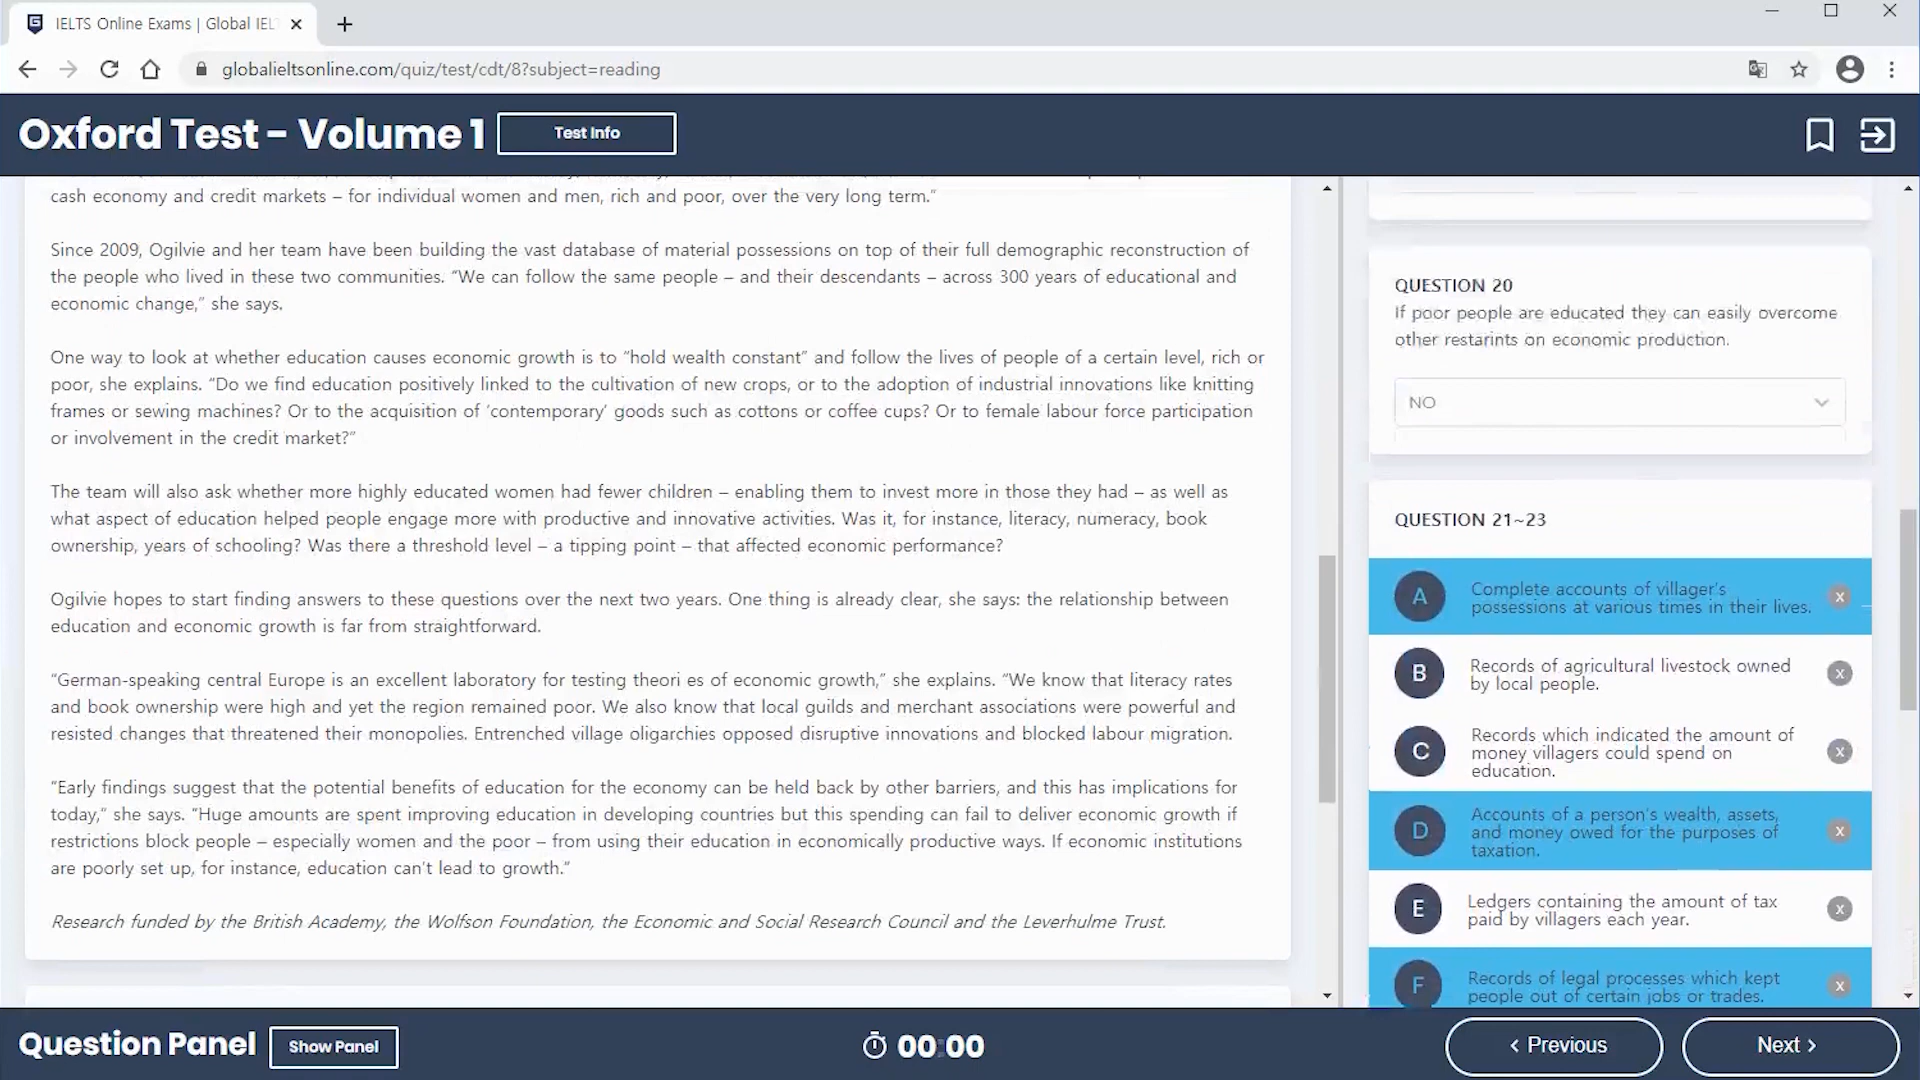 IELTS Online Exams | Global IEL
globalieltsonline.com/quiz/test/cdt/8?subject=reading
Oxford Test - Volume 1
Test Info
cash economy and credit markets – for individual women and men, rich and poor, over the very long term.”
Since 2009, Ogilvie and her team have been building the vast database of material possessions on top of their full demographic reconstruction of
the people who lived in these two communities. “We can follow the same people – and their descendants – across 300 years of educational and
economic change,” she says.
One way to look at whether education causes economic growth is to “hold wealth constant” and follow the lives of people of a certain level, rich or
poor, she explains. “Do we find education positively linked to the cultivation of new crops, or to the adoption of industrial innovations like knitting
frames or sewing machines? Or to the acquisition of ‘contemporary’ goods such as cottons or coffee cups? Or to female labour force participation
or involvement in the credit market?”
The team will also ask whether more highly educated women had fewer children – enabling them to invest more in those they had – as well as
what aspect of education helped people engage more with productive and innovative activities. Was it, for instance, literacy, numeracy, book
ownership, years of schooling? Was there a threshold level – a tipping point – that affected economic performance?
Ogilvie hopes to start finding answers to these questions over the next two years. One thing is already clear, she says: the relationship between
education and economic growth is far from straightforward.
“German-speaking central Europe is an excellent laboratory for testing theori es of economic growth,” she explains. “We know that literacy rates
and book ownership were high and yet the region remained poor. We also know that local guilds and merchant associations were powerful and
resisted changes that threatened their monopolies. Entrenched village oligarchies opposed disruptive innovations and blocked labour migration.
“Early findings suggest that the potential benefits of education for the economy can be held back by other barriers, and this has implications for
today,” she says. “Huge amounts are spent improving education in developing countries but this spending can fail to deliver economic growth if
restrictions block people – especially women and the poor – from using their education in economically productive ways. If economic institutions
are poorly set up, for instance, education can’t lead to growth.”
Research funded by the British Academy, the Wolfson Foundation, the Economic and Social Research Council and the Leverhulme Trust.
QUESTION 20
If poor people are educated they can easily overcome
other restarints on economic production.
NO
QUESTION 21~23
A
Complete accounts of villager’s
possessions at various times in their lives.
x
B
Records of agricultural livestock owned
by local people.
x
C
Records which indicated the amount of
money villagers could spend on
education.
x
D
Accounts of a person’s wealth, assets,
and money owed for the purposes of
taxation.
x
E
Ledgers containing the amount of tax
paid by villagers each year.
x
F
Records of legal processes which kept
people out of certain jobs or trades.
x
Question Panel
Show Panel
00:00
‹ Previous
Next ›